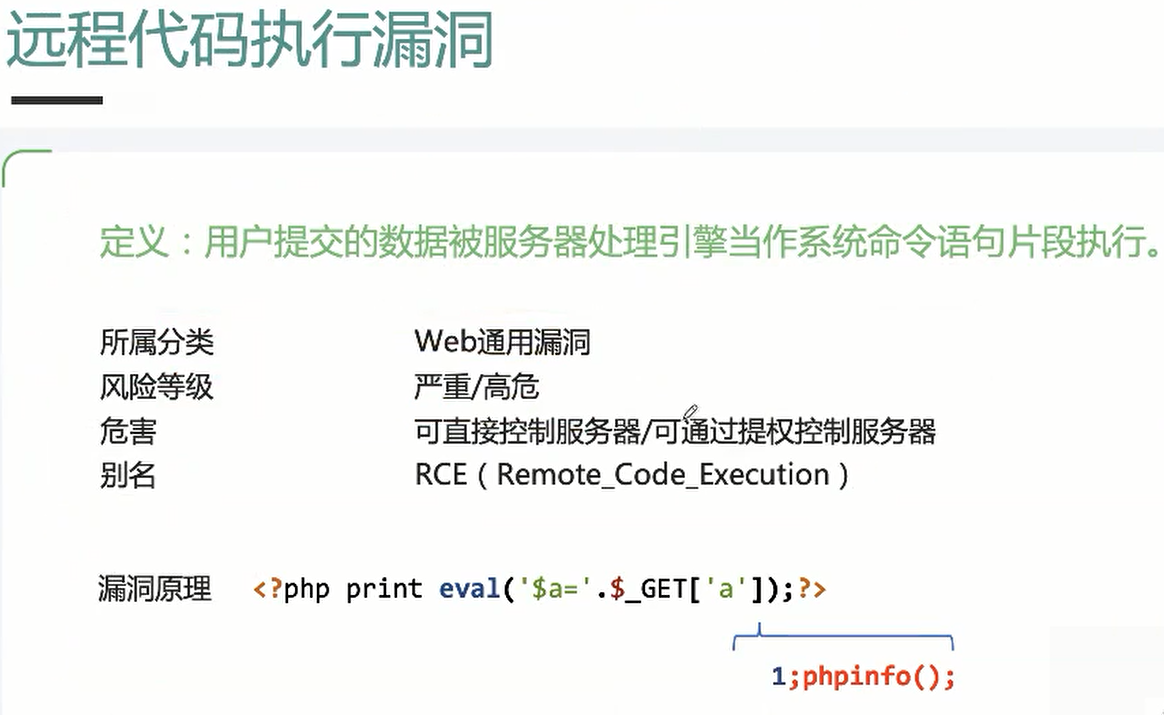 远程代码执行漏洞
定义：用户提交的数据被服务器处理引擎当作系统命令语句片段执行。
所属分类 Web通用漏洞
风险等级 严重/高危
危害 可直接控制服务器/可通过提权控制服务器
别名 RCE（Remote_Code_Execution）
漏洞原理 <?php print eval('$a='.$_GET['a']);?>
1;phpinfo();